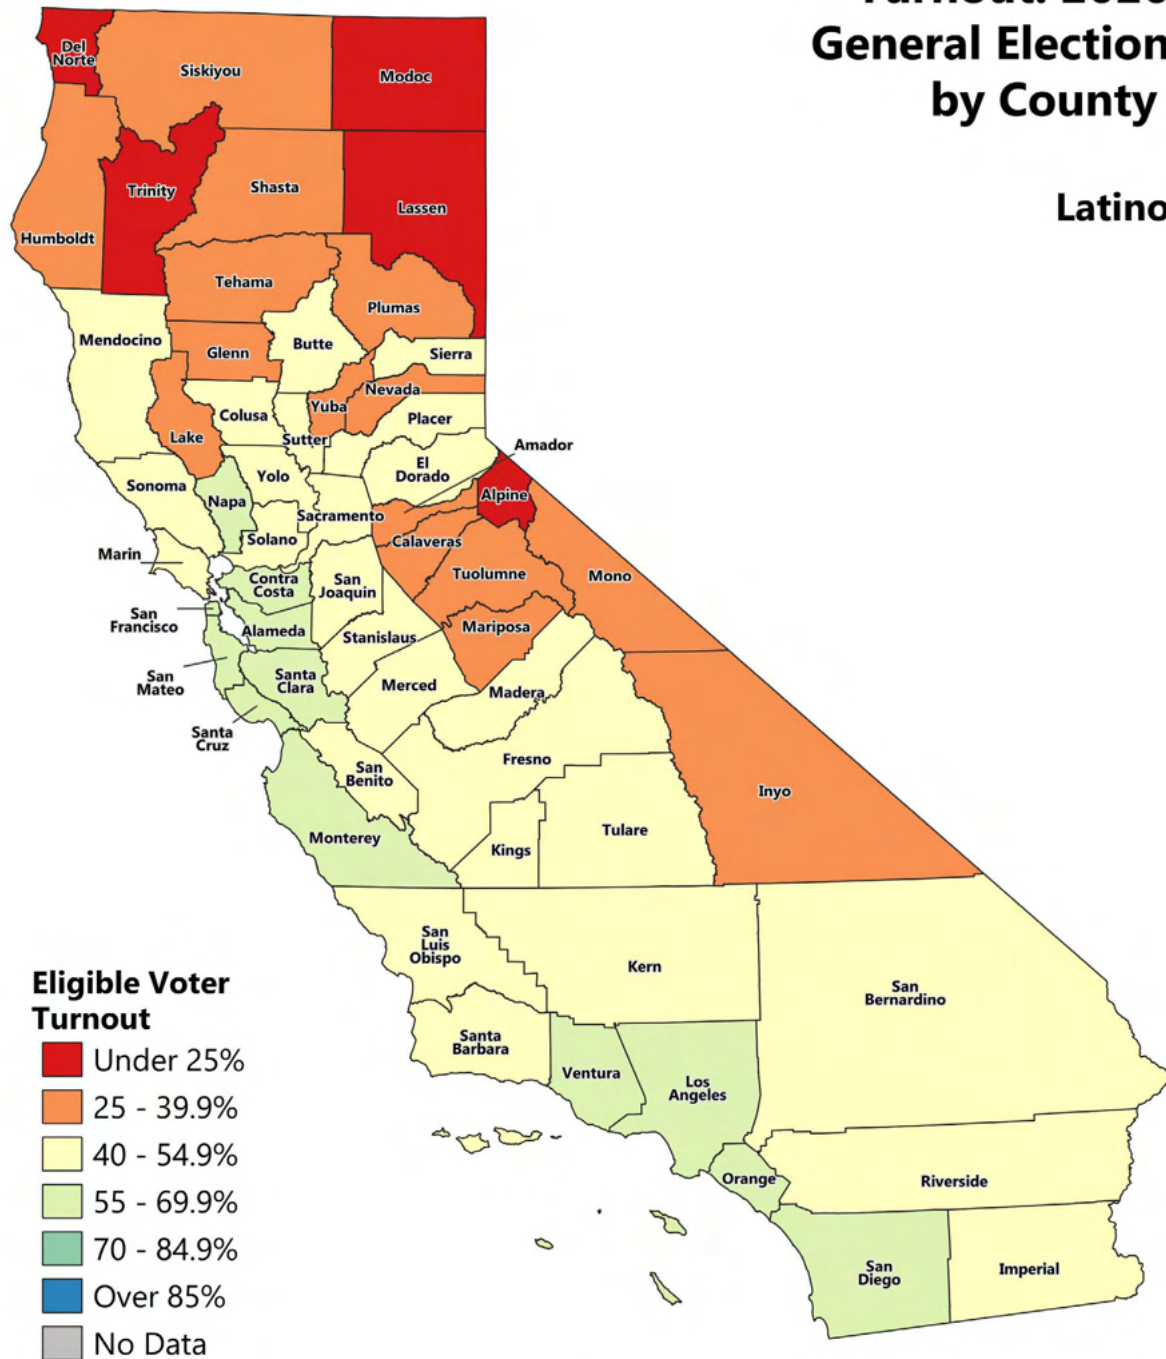 General Election
by County
Latino
Del
Norte
Siskiyou
Modoc
Trinity
Shasta
Lassen
Humboldt
Tehama
Plumas
Mendocino
Glenn
Butte
Sierra
Nevada
Yuba
Colusa
Placer
Lake
Sutter
Amador
El
Dorado
Yolo
Sonoma
Napa
Alpine
Sacramento
Solano
Calaveras
Marin
Contra
Costa
San
Joaquin
Tuolumne
Mono
San
Francisco
Alameda
Stanislaus
Mariposa
San
Mateo
Santa
Clara
Merced
Madera
Santa
Cruz
San
Benito
Fresno
Inyo
Monterey
Kings
Tulare
San
Luis
Obispo
Kern
San
Bernardino
Santa
Barbara
Ventura
Los
Angeles
Orange
Riverside
San
Diego
Imperial
Eligible Voter
Turnout
Under 25%
25 - 39.9%
40 - 54.9%
55 - 69.9%
70 - 84.9%
Over 85%
No Data